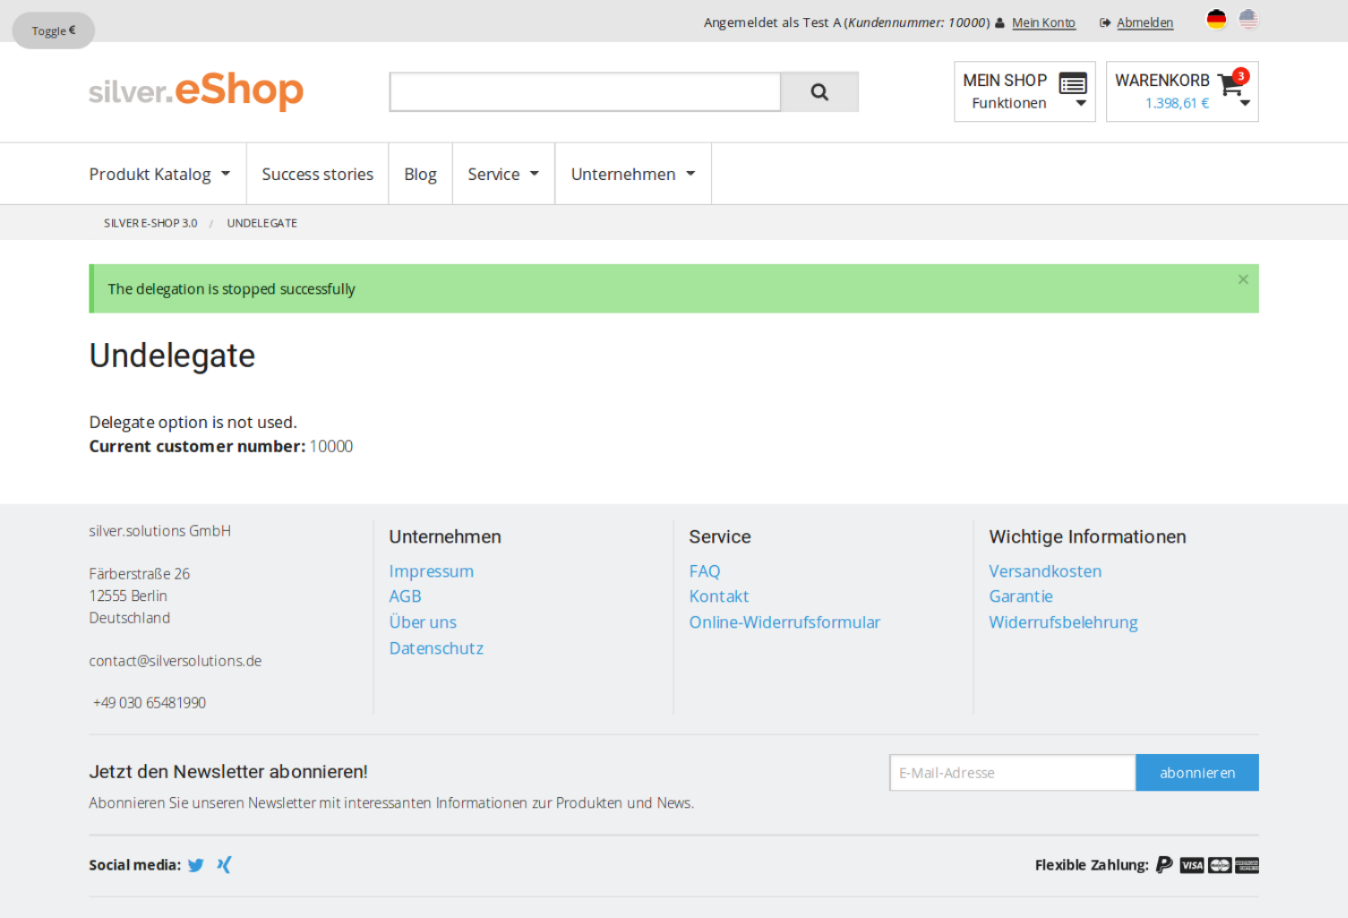 Toggle €
Angemeldet als Test A (Kundennummer: 10000) Mein Konto Abmelden
silver.eShop
MEIN SHOP
Funktionen
WARENKORB 3
1.398,61 €
Produkt Katalog Success stories Blog Service Unternehmen
SILVER E-SHOP 3.0 / UNDELEGATE
The delegation is stopped successfully ×
Undelegate
Delegate option is not used.
Current customer number: 10000
silver.solutions GmbH
Färberstraße 26
12555 Berlin
Deutschland
contact@silversolutions.de
+49 030 65481990
Unternehmen
Impressum
AGB
Über uns
Datenschutz
Service
FAQ
Kontakt
Online-Widerrufsformular
Wichtige Informationen
Versandkosten
Garantie
Widerrufsbelehrung
Jetzt den Newsletter abonnieren!
Abonnieren Sie unseren Newsletter mit interessanten Informationen zur Produkten und News.
E-Mail-Adresse abonnieren
Social media:
Flexible Zahlung: VISA